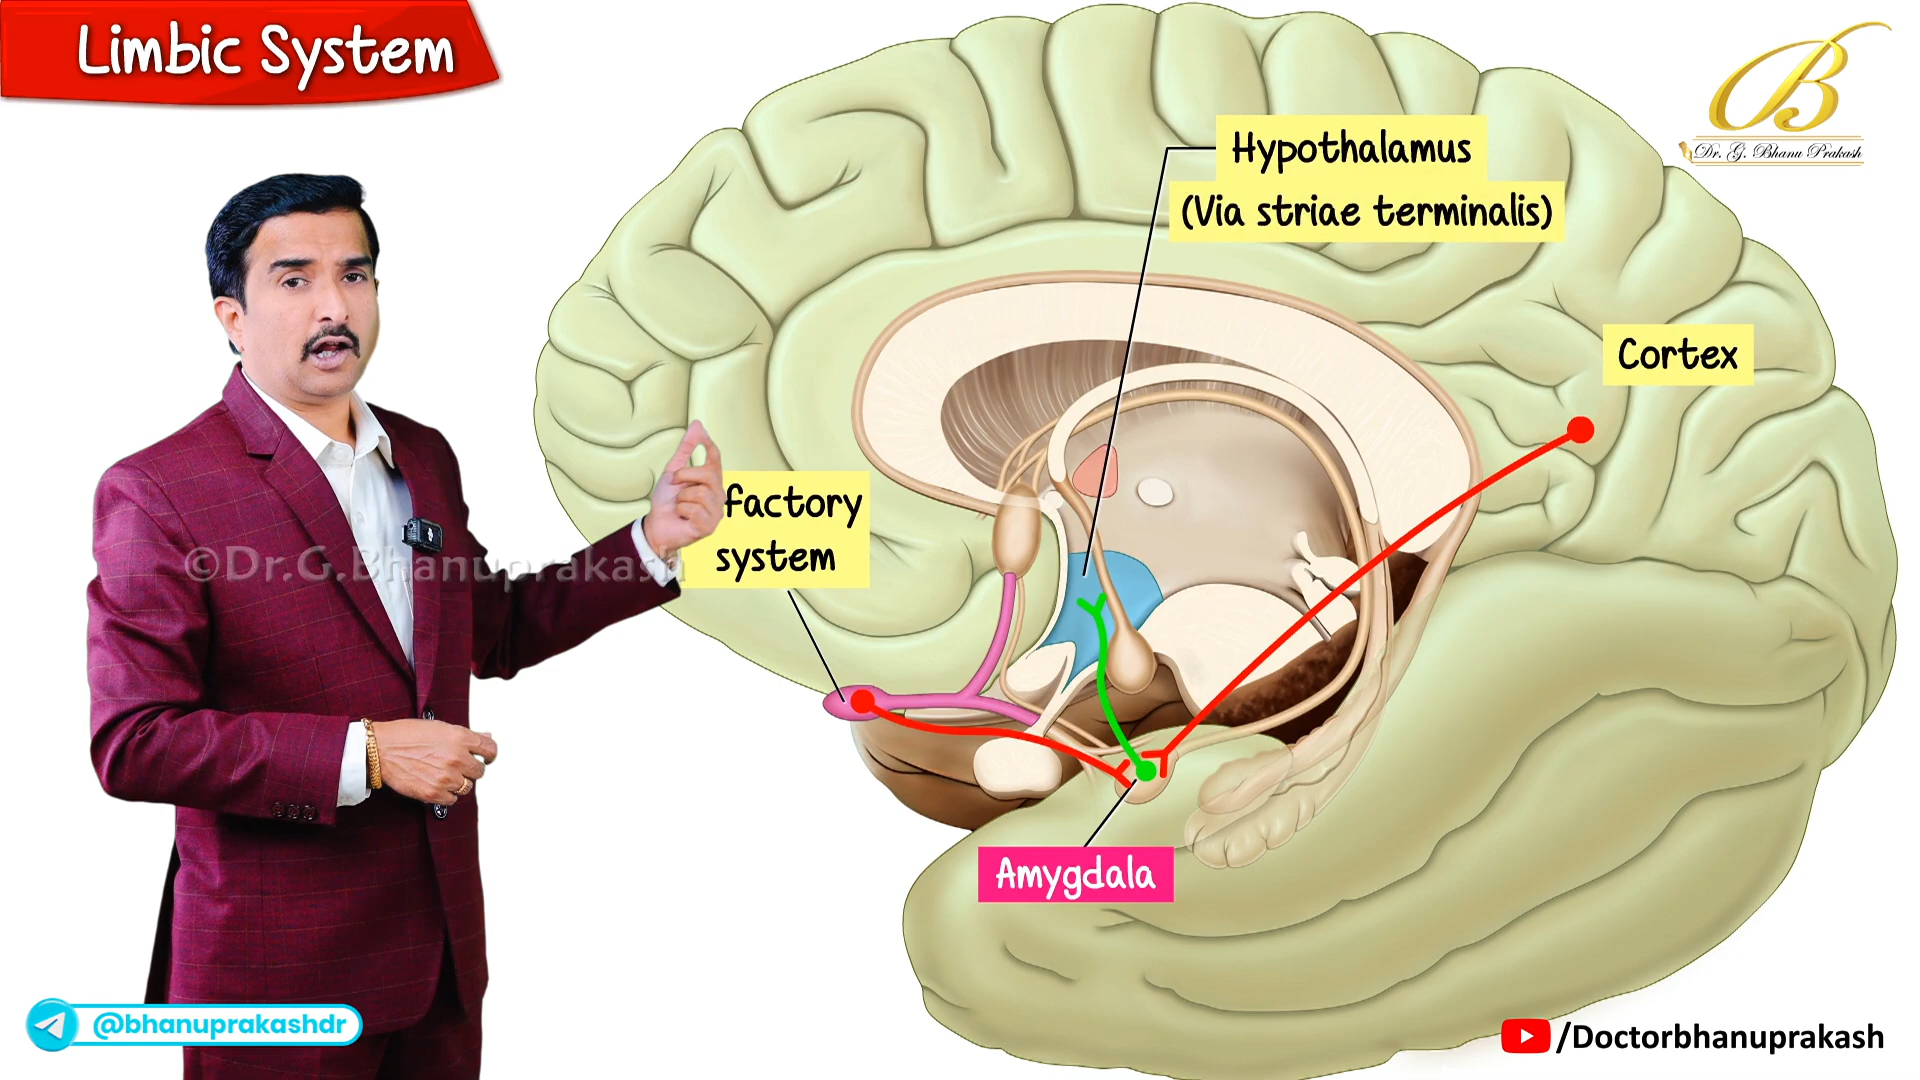 Limbic System
B
Dr. G. Bhanu Prakash
Hypothalamus
(Via striae terminalis)
Cortex
factory
system
©Dr.G.Bhanuprakash
Amygdala
@bhanuprakashdr
/Doctorbhanuprakash